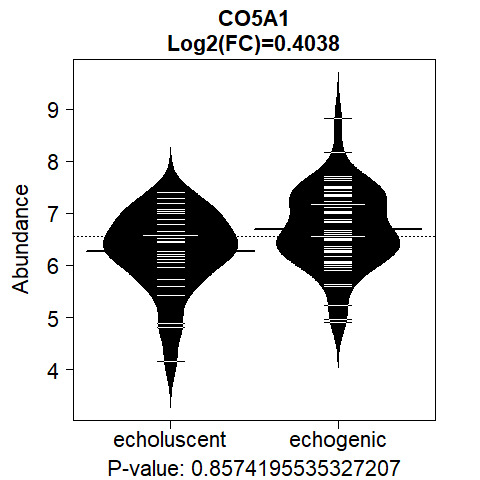 CO5A1
Log2(FC)=0.4038
Abundance
9
8
7
6
5
4
echoluscent echogenic
P-value: 0.8574195535327207